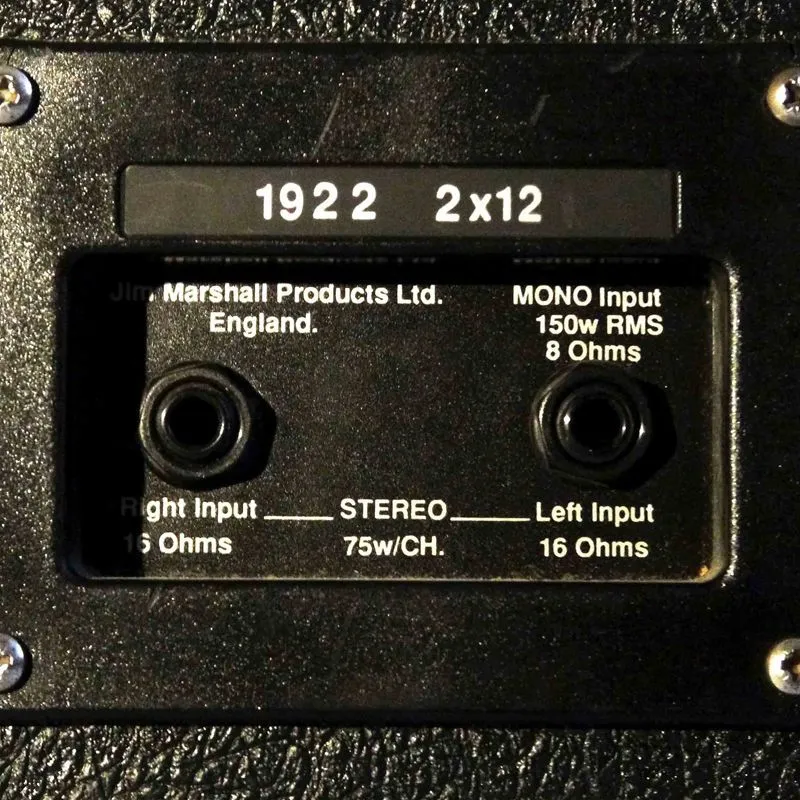 1922 2x12
Jim Marshall Products Ltd.
England.
MONO Input
150w RMS
8 Ohms
Right Input STEREO Left Input
16 Ohms 75w/CH. 16 Ohms